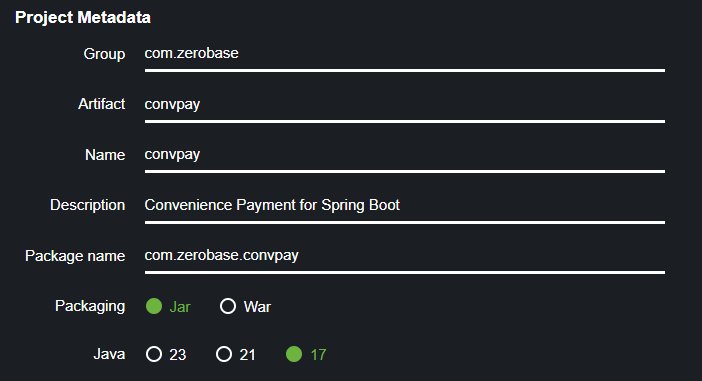 Project Metadata
Group com.zerobase
Artifact convpay
Name convpay
Description Convenience Payment for Spring Boot
Package name com.zerobase.convpay
Packaging Jar War
Java 23 21 17